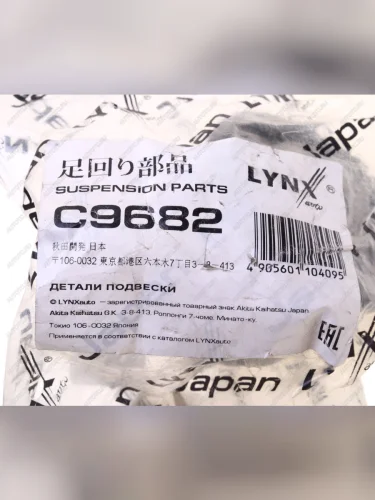 足回り部品
SUSPENSION PARTS
C9682
秋田開発 日本
〒106-0032 東京都港区六本木7丁目3-8-413
LYNX®
auto
4 905601 104095
ДЕТАЛИ ПОДВЕСКИ
© LYNXauto — зарегистрированный товарный знак Akita Kaihatsu Japan.
Akita Kaihatsu G.K. 3-8-413, Роппонги 7-чоме, Минато-ку,
Токио 106-0032 Япония
Применяется в соответствии с каталогом LYNXauto
EAC
Japan
Japan